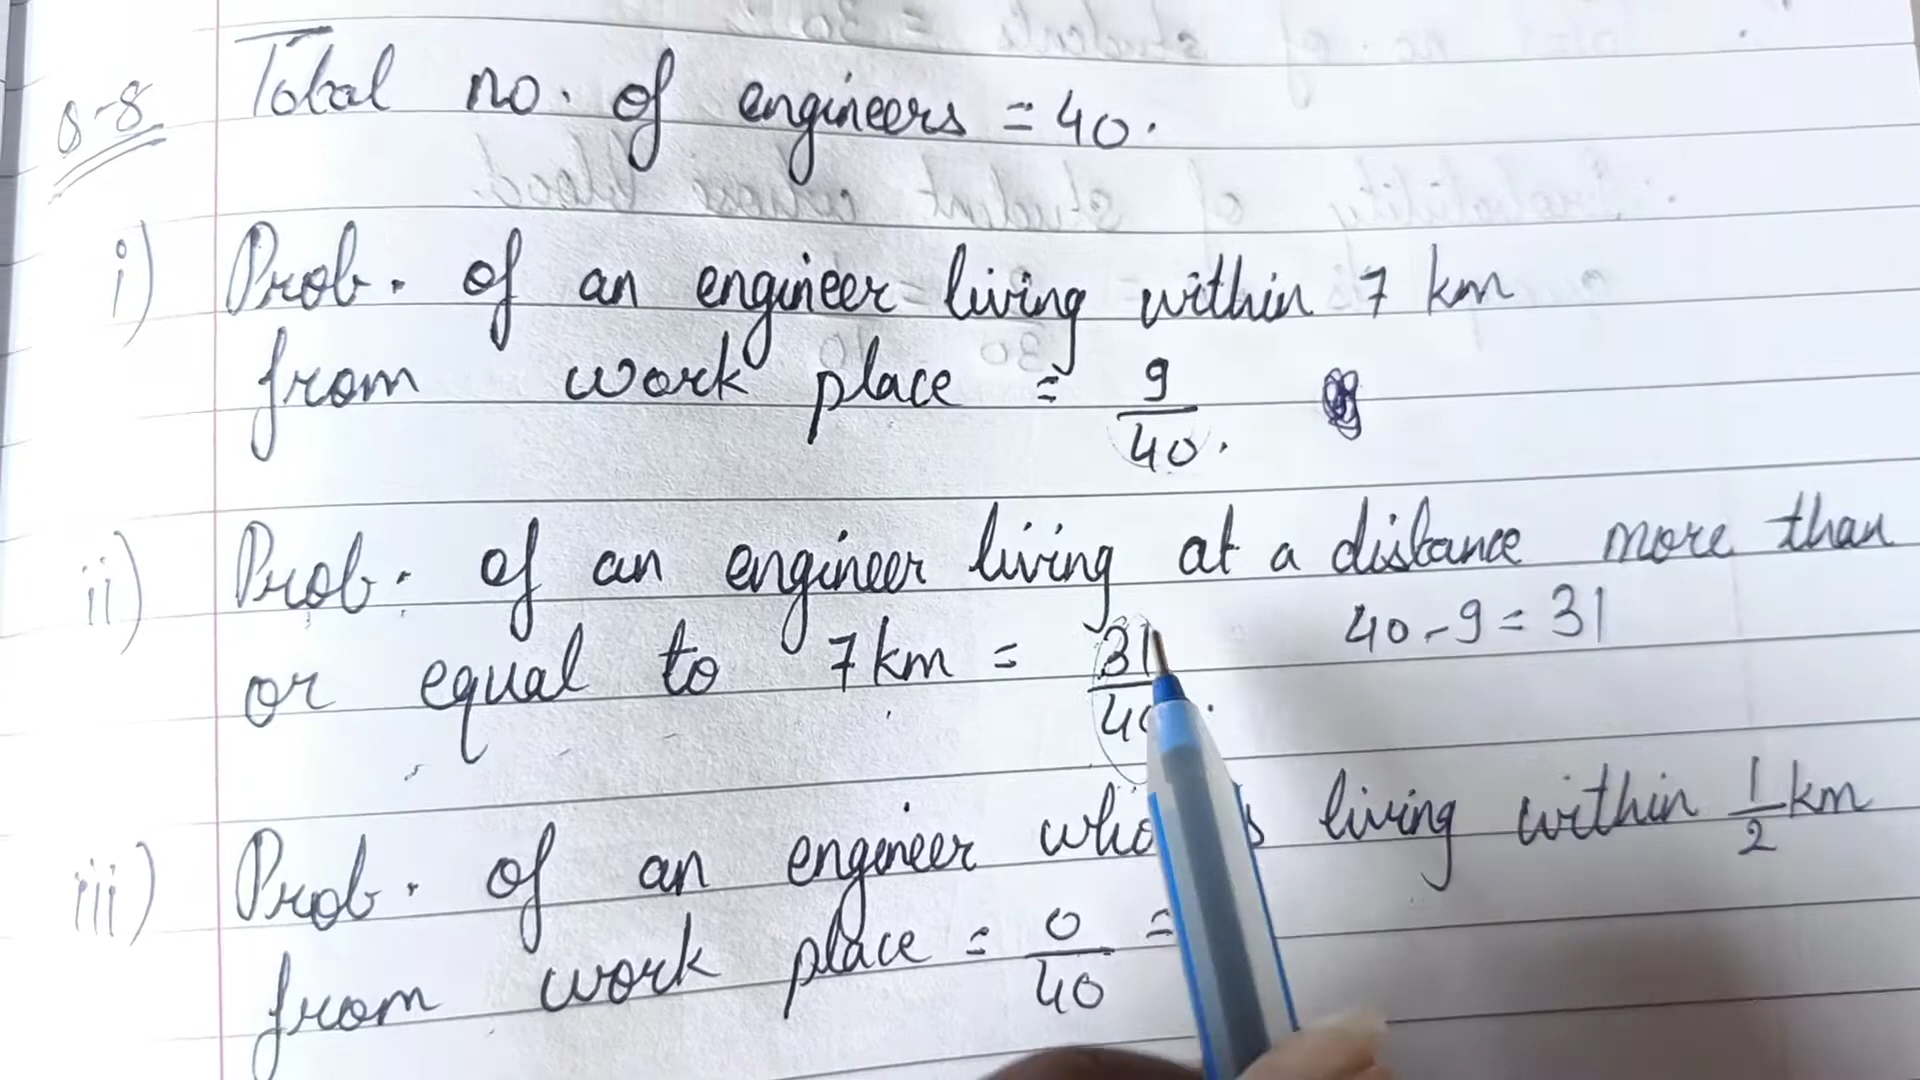 Q-8 Total no. of engineers = 40.
i) Prob. of an engineer living within 7 km
from work place = 9/40.
ii) Prob. of an engineer living at a distance more than
40-9=31
or equal to 7km = 31/40.
iii) Prob. of an engineer who is living within 1/2 km
from work place = 0/40 =